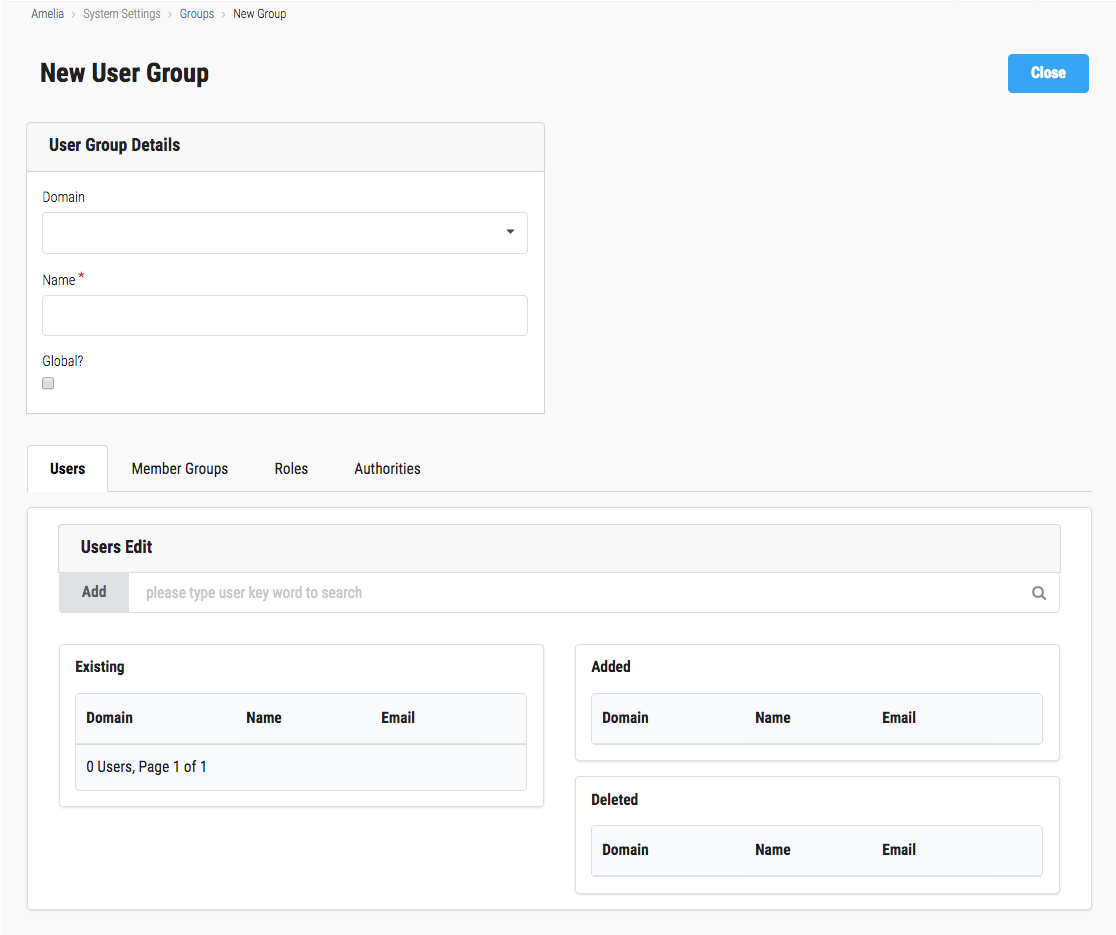 Amelia › System Settings › Groups › New Group
New User Group
Close
User Group Details
Domain
Name *
Global?
Users Member Groups Roles Authorities
Users Edit
Add please type user key word to search
Existing
Domain Name Email
0 Users, Page 1 of 1
Added
Domain Name Email
Deleted
Domain Name Email